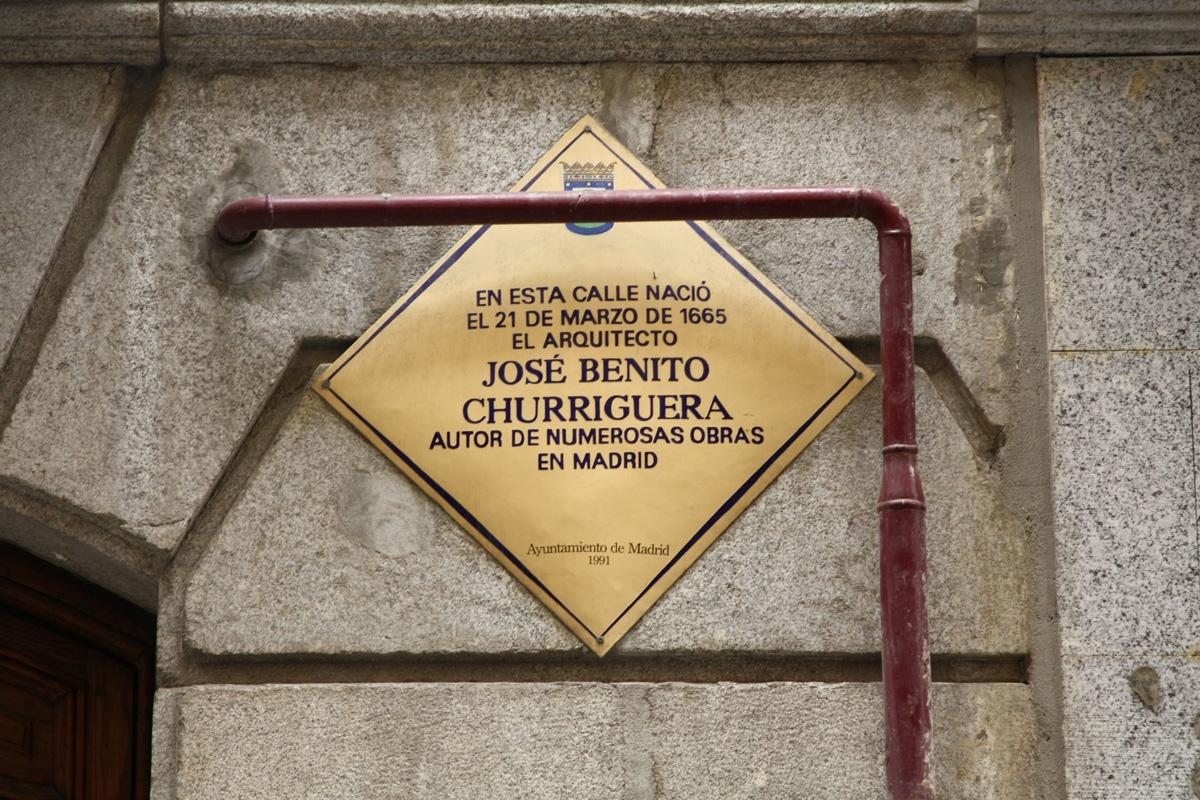 EN ESTA CALLE NACIÓ
EL 21 DE MARZO DE 1665
EL ARQUITECTO
JOSÉ BENITO
CHURRIGUERA
AUTOR DE NUMEROSAS OBRAS
EN MADRID
Ayuntamiento de Madrid
1991